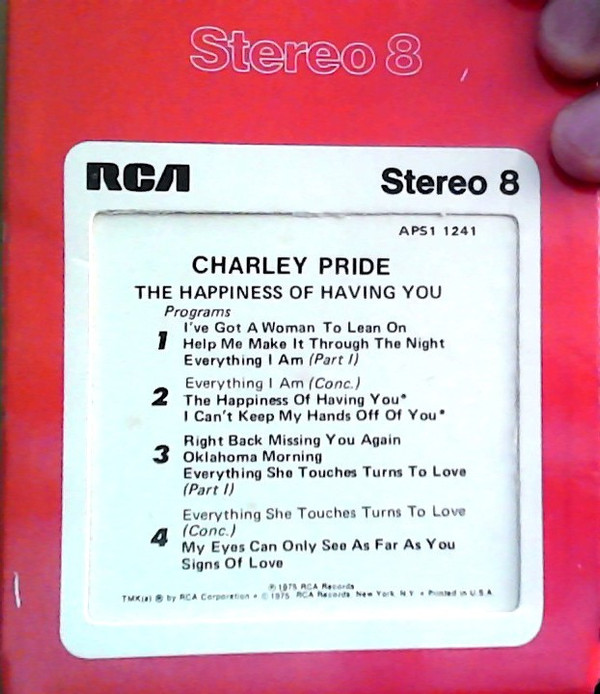 Stereo 8
RCA Stereo 8
APS1 1241
CHARLEY PRIDE
THE HAPPINESS OF HAVING YOU
Programs
1 I've Got A Woman To Lean On
Help Me Make It Through The Night
Everything I Am (Part I)
2 Everything I Am (Conc.)
The Happiness Of Having You*
I Can't Keep My Hands Off Of You*
3 Right Back Missing You Again
Oklahoma Morning
Everything She Touches Turns To Love
(Part I)
4 Everything She Touches Turns To Love
(Conc.)
My Eyes Can Only See As Far As You
Signs Of Love
℗ 1975 RCA Records
TMK(s) ® by RCA Corporation • © 1975 RCA Records, New York, N.Y. • Printed in U.S.A.